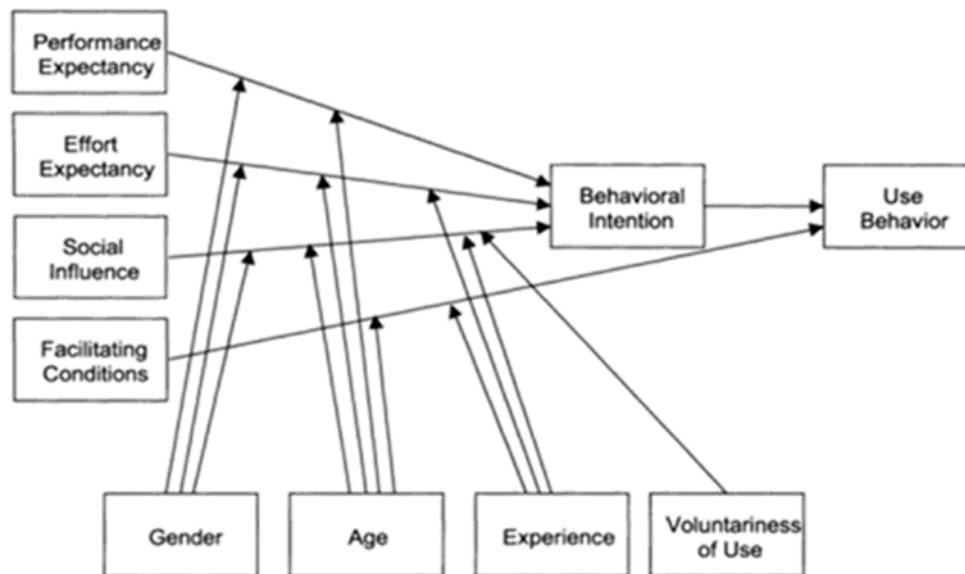 Performance
Expectancy
Effort
Expectancy
Social
Influence
Facilitating
Conditions
Behavioral
Intention
Use
Behavior
Gender
Age
Experience
Voluntariness
of Use